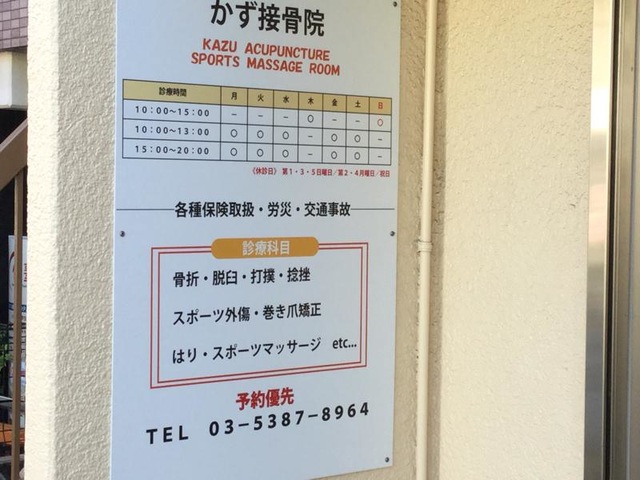 かず接骨院
KAZU ACUPUNCTURE
SPORTS MASSAGE ROOM
診療時間 月 火 水 木 金 土 日
10：00～15：00 － － － ○ － － ○
10：00～13：00 ○ ○ ○ － ○ ○ －
15：00～20：00 ○ ○ ○ － ○ ○ －
《休診日》 第1・3・5日曜日／第2・4月曜日／祝日
各種保険取扱・労災・交通事故
診療科目
骨折・脱臼・打撲・捻挫
スポーツ外傷・巻き爪矯正
はり・スポーツマッサージ etc...
予約優先
TEL 03－5387－8964